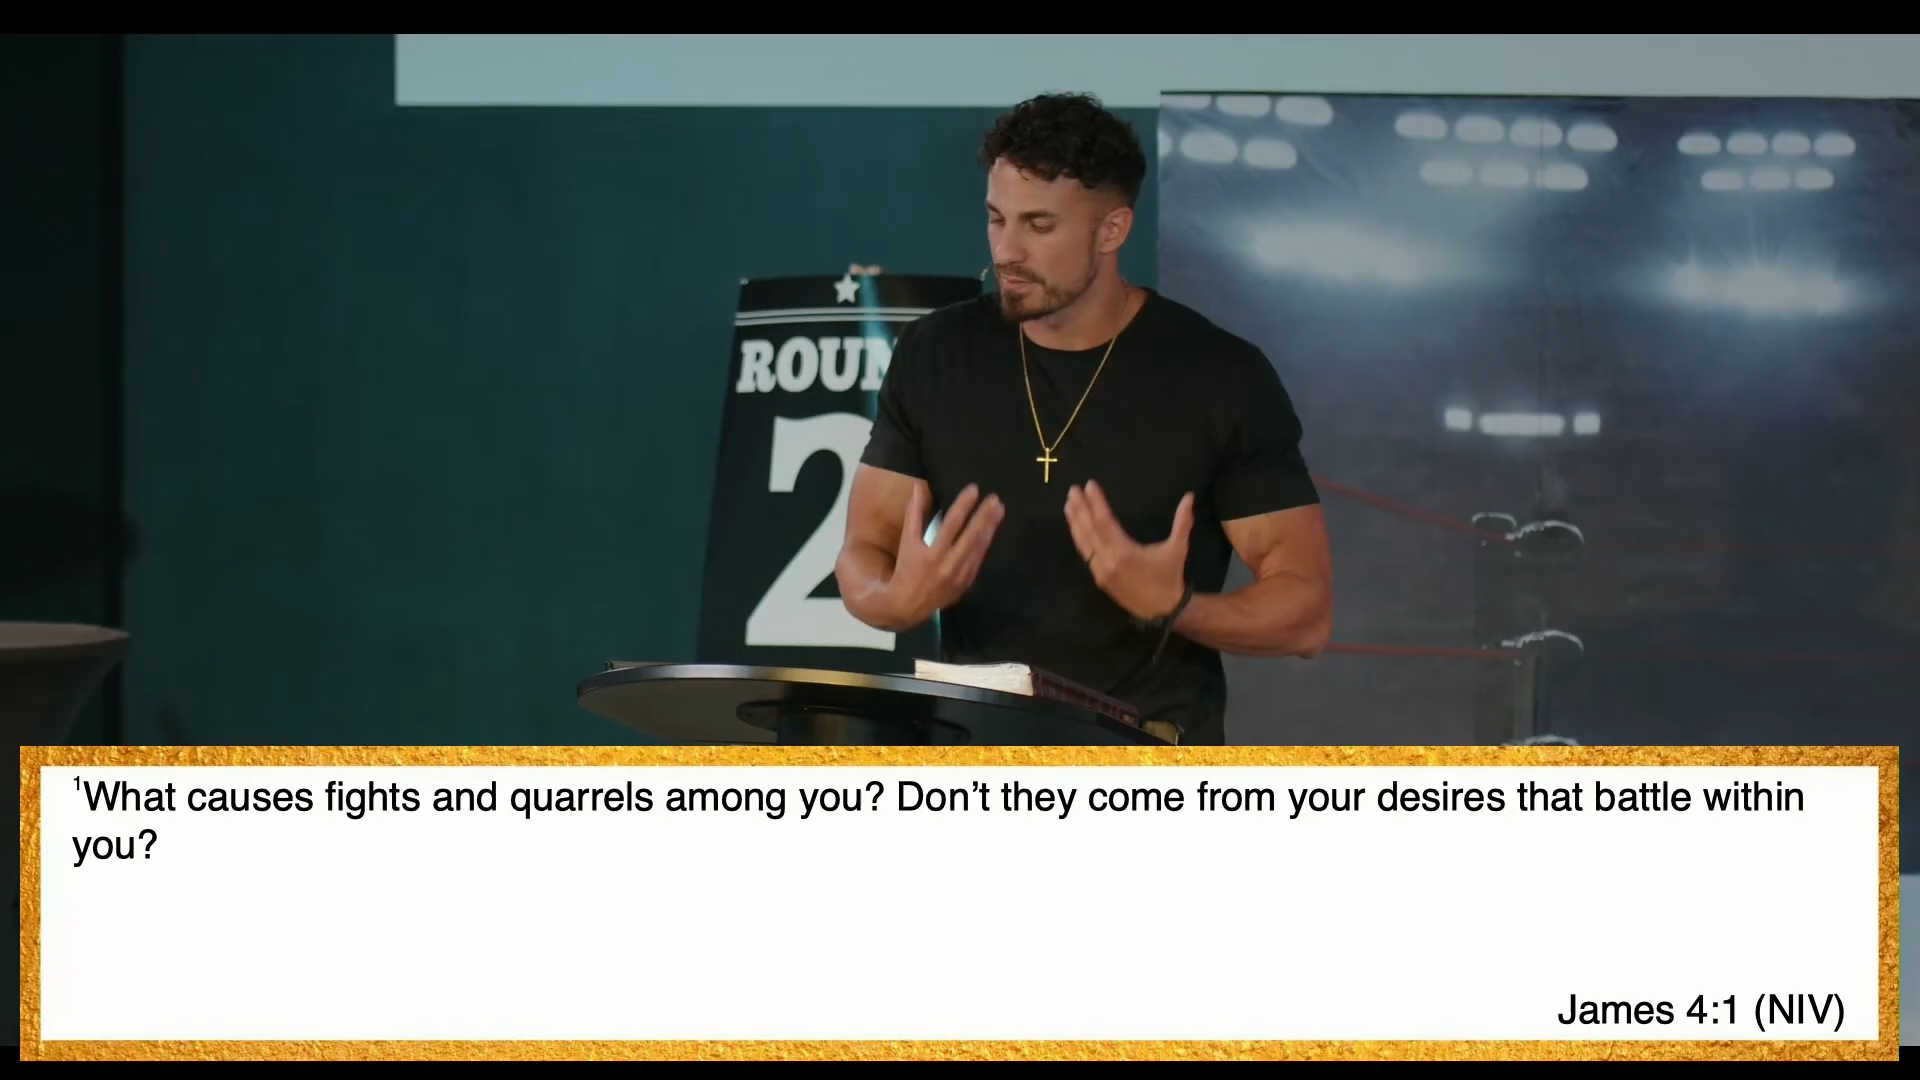 ROUN
2
¹What causes fights and quarrels among you? Don’t they come from your desires that battle within
you?
James 4:1 (NIV)